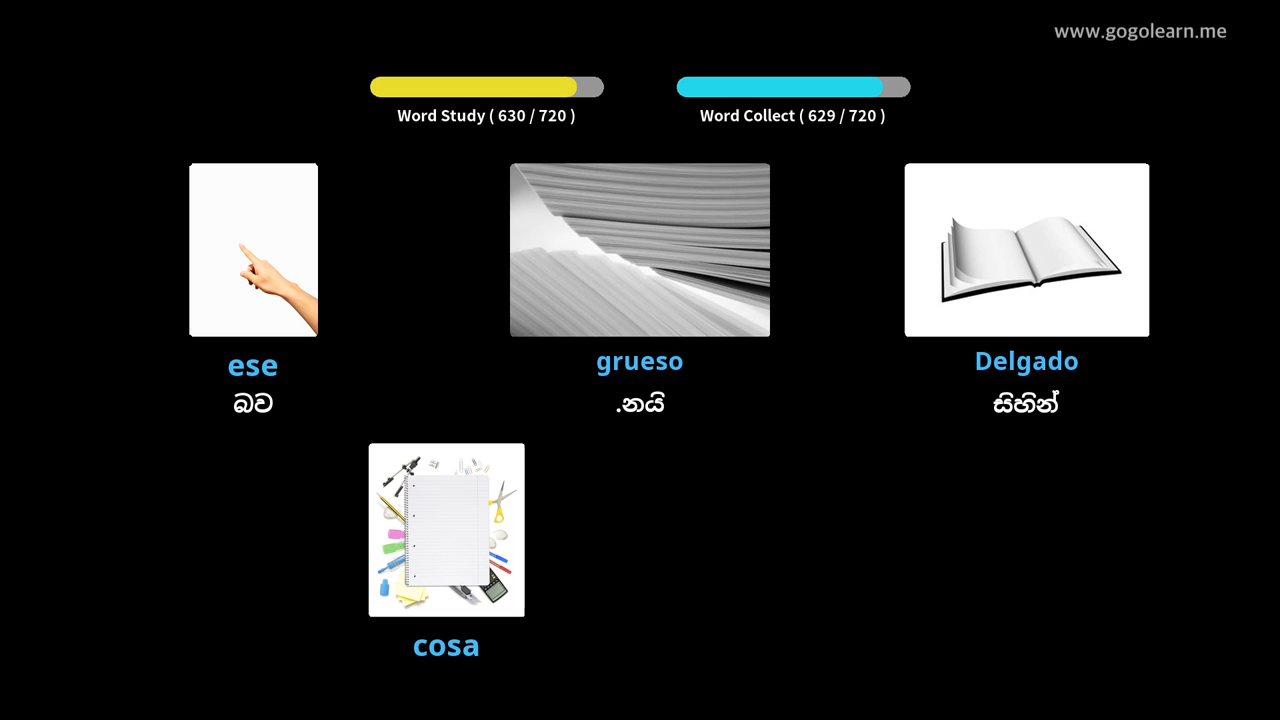 www.gogolearn.me
Word Study ( 630 / 720 )
Word Collect ( 629 / 720 )
ese
බව
grueso
.නයි
Delgado
සිහින්
cosa